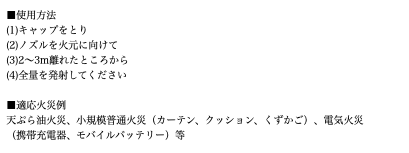 ■使用方法
(1)キャップをとり
(2)ノズルを火元に向けて
(3)2〜3m離れたところから
(4)全量を発射してください
■適応火災例
天ぷら油火災、小規模普通火災（カーテン、クッション、くずかご）、電気火災
（携帯充電器、モバイルバッテリー）等